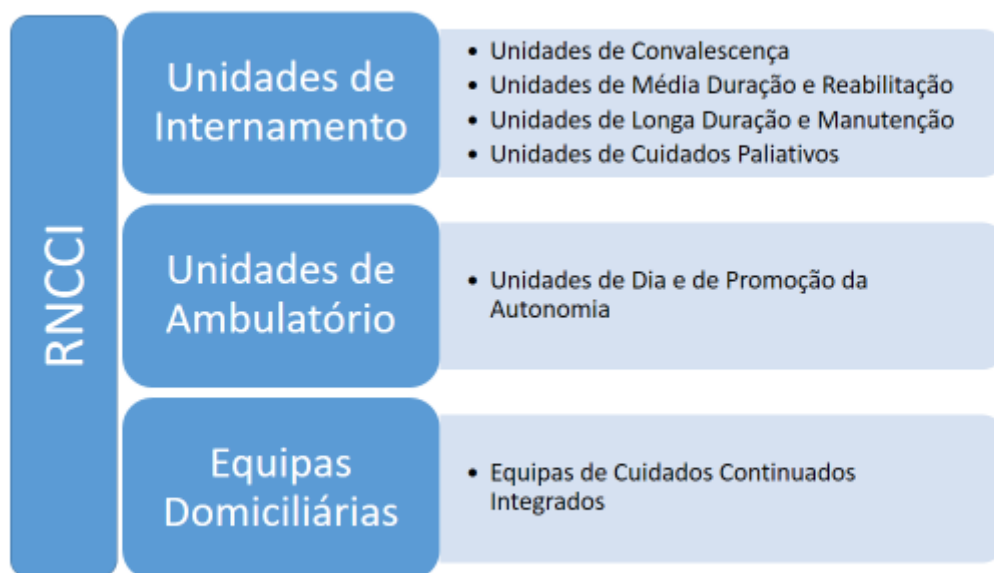 RNCCI
Unidades de
Internamento
• Unidades de Convalescença
• Unidades de Média Duração e Reabilitação
• Unidades de Longa Duração e Manutenção
• Unidades de Cuidados Paliativos
Unidades de
Ambulatório
• Unidades de Dia e de Promoção da
Autonomia
Equipas
Domiciliárias
• Equipas de Cuidados Continuados
Integrados